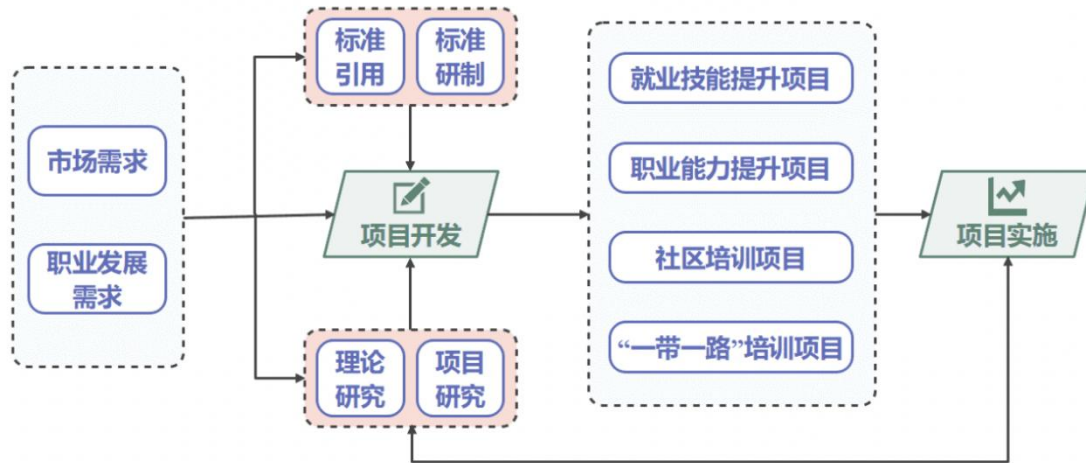 市场需求
职业发展
需求
标准
引用
标准
研制
项目开发
理论
研究
项目
研究
就业技能提升项目
职业能力提升项目
社区培训项目
“一带一路”培训项目
项目实施